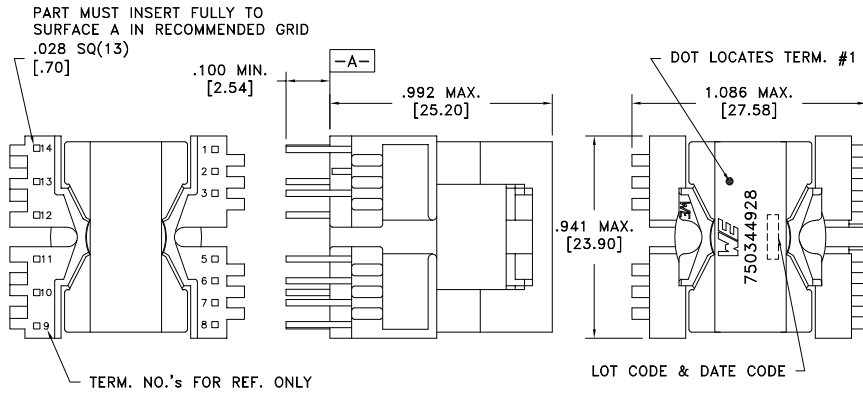 PART MUST INSERT FULLY TO
SURFACE A IN RECOMMENDED GRID
.028 SQ(13)
[.70]
.100 MIN.
[2.54]
-A-
.992 MAX.
[25.20]
DOT LOCATES TERM. #1
1.086 MAX.
[27.58]
14
13
12
11
10
9
1
2
3
5
6
7
8
.941 MAX.
[23.90]
WE
WE
750344928
TERM. NO.'s FOR REF. ONLY
LOT CODE & DATE CODE